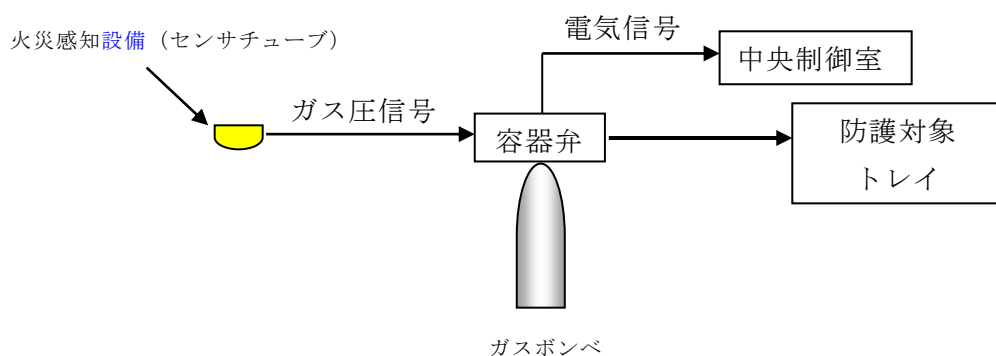 火災感知設備（センサチューブ）
電気信号
中央制御室
ガス圧信号
容器弁
防護対象
トレイ
ガスボンベ